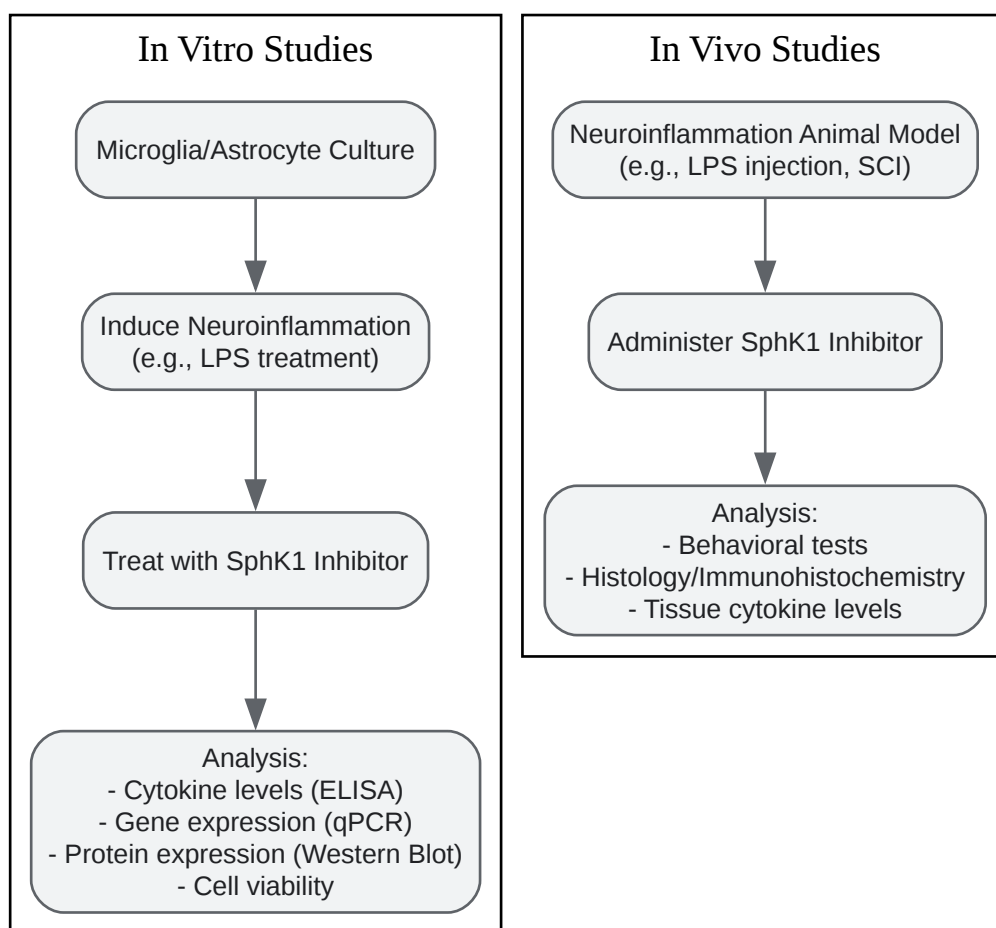 In Vitro Studies
Microglia/Astrocyte Culture
Induce Neuroinflammation
(e.g., LPS treatment)
Treat with SphK1 Inhibitor
Analysis:
- Cytokine levels (ELISA)
- Gene expression (qPCR)
- Protein expression (Western Blot)
- Cell viability
In Vivo Studies
Neuroinflammation Animal Model
(e.g., LPS injection, SCI)
Administer SphK1 Inhibitor
Analysis:
- Behavioral tests
- Histology/Immunohistochemistry
- Tissue cytokine levels